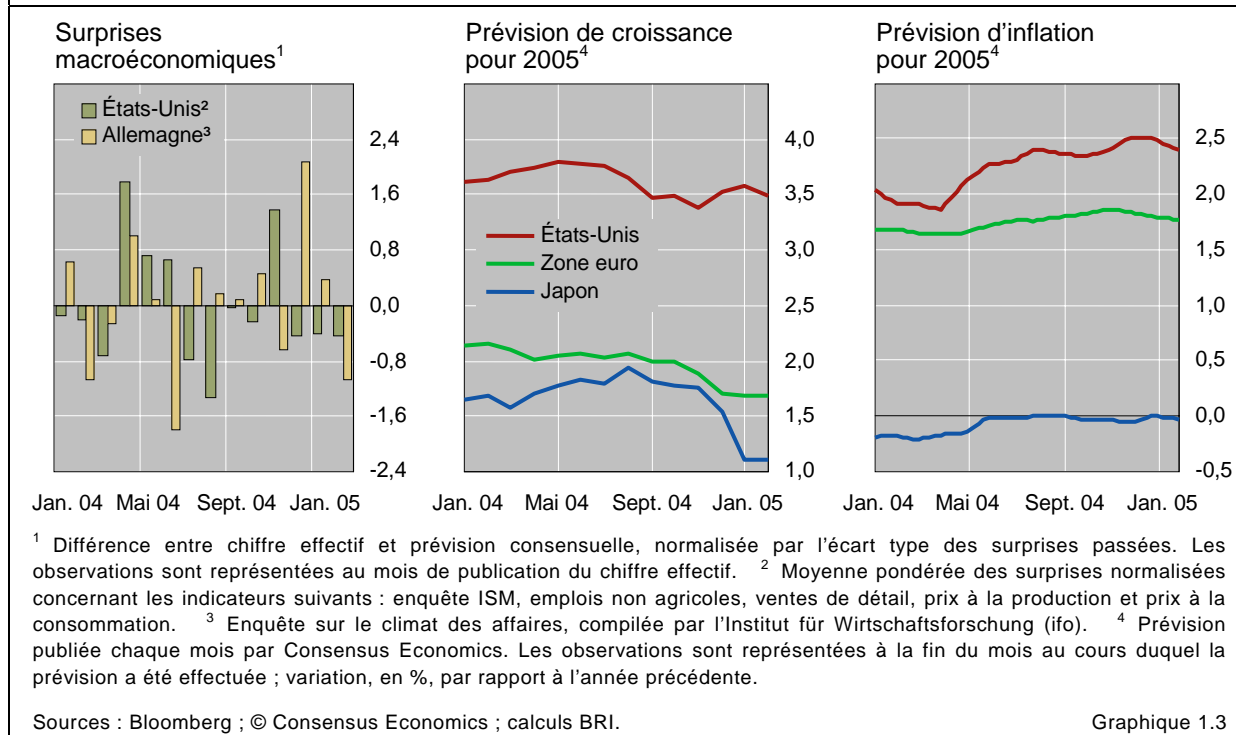 Surprises
macroéconomiques¹
États-Unis²
Allemagne³
2,4
1,6
0,8
0,0
-0,8
-1,6
-2,4
Jan. 04 Mai 04 Sept. 04 Jan. 05
Prévision de croissance
pour 2005⁴
États-Unis
Zone euro
Japon
4,0
3,5
3,0
2,5
2,0
1,5
1,0
Jan. 04 Mai 04 Sept. 04 Jan. 05
Prévision d'inflation
pour 2005⁴
2,5
2,0
1,5
1,0
0,5
0,0
-0,5
Jan. 04 Mai 04 Sept. 04 Jan. 05
¹ Différence entre chiffre effectif et prévision consensuelle, normalisée par l'écart type des surprises passées. Les
observations sont représentées au mois de publication du chiffre effectif. ² Moyenne pondérée des surprises normalisées
concernant les indicateurs suivants : enquête ISM, emplois non agricoles, ventes de détail, prix à la production et prix à la
consommation. ³ Enquête sur le climat des affaires, compilée par l'Institut für Wirtschaftsforschung (ifo). ⁴ Prévision
publiée chaque mois par Consensus Economics. Les observations sont représentées à la fin du mois au cours duquel la
prévision a été effectuée ; variation, en %, par rapport à l'année précédente.
Sources : Bloomberg ; © Consensus Economics ; calculs BRI. Graphique 1.3